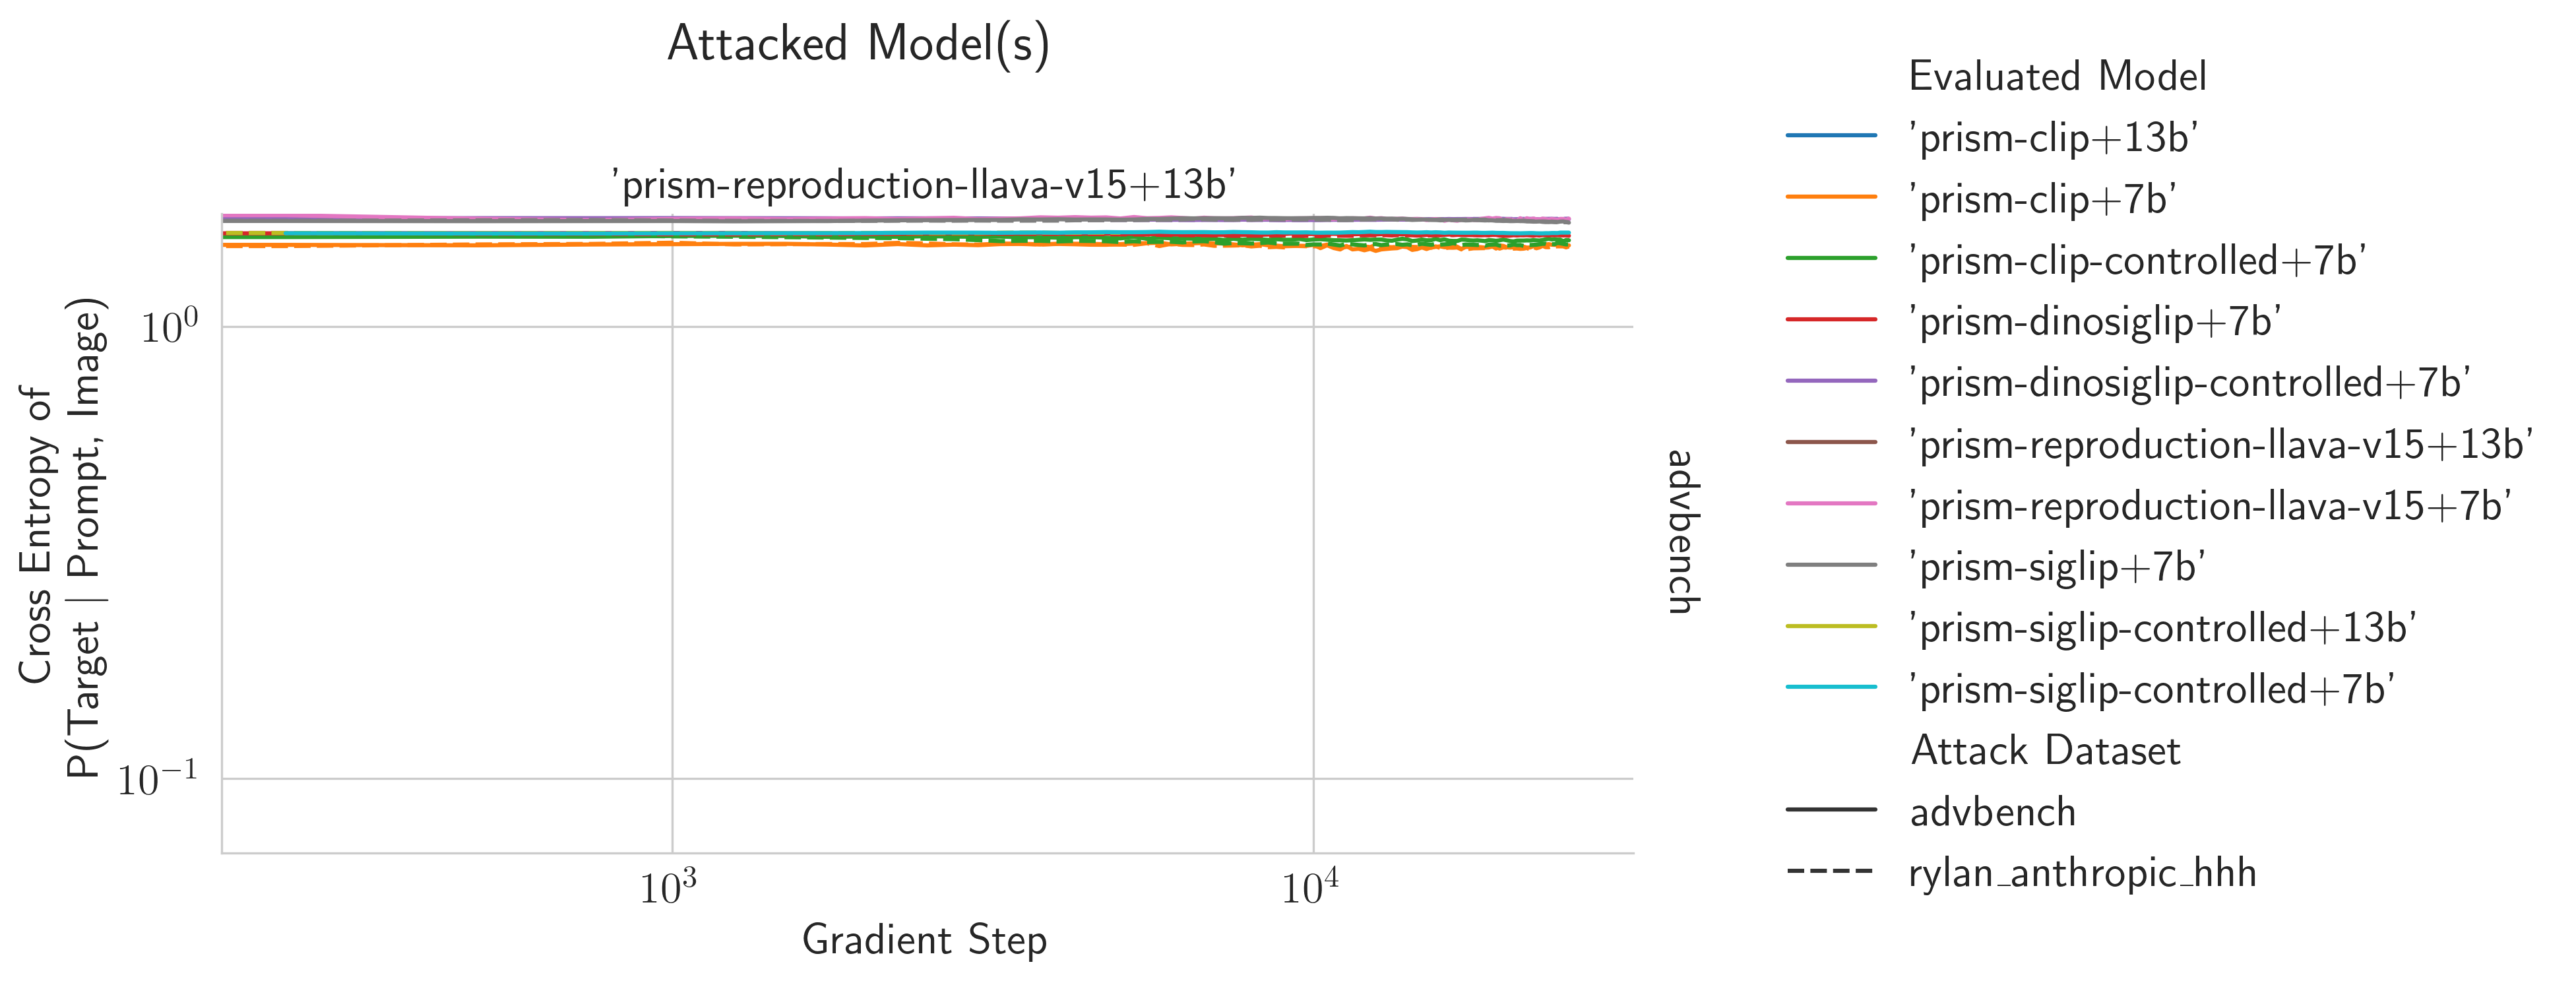 Attacked Model(s)
'prism-reproduction-llava-v15+13b'
Cross Entropy of
P(Target | Prompt, Image)
10^0
10^-1
10^3
10^4
Gradient Step
advbench
Evaluated Model
'prism-clip+13b'
'prism-clip+7b'
'prism-clip-controlled+7b'
'prism-dinosiglip+7b'
'prism-dinosiglip-controlled+7b'
'prism-reproduction-llava-v15+13b'
'prism-reproduction-llava-v15+7b'
'prism-siglip+7b'
'prism-siglip-controlled+13b'
'prism-siglip-controlled+7b'
Attack Dataset
advbench
rylan_anthropic_hhh